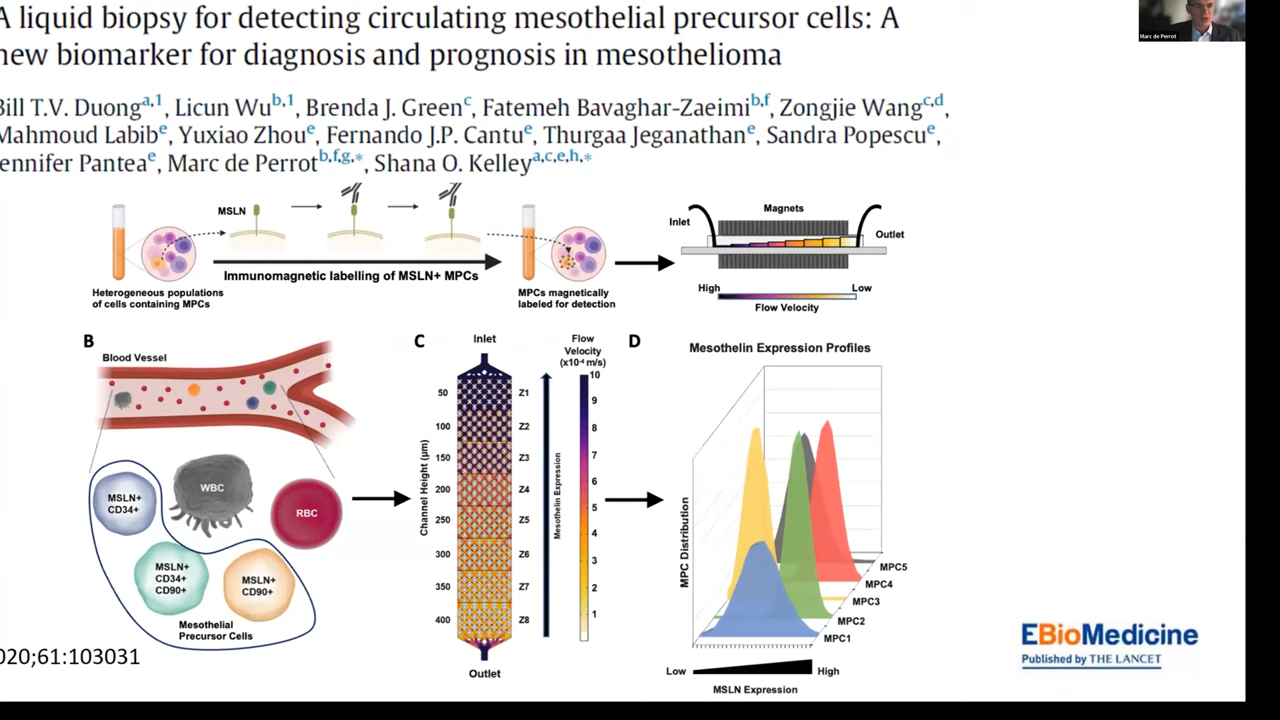 A liquid biopsy for detecting circulating mesothelial precursor cells: A
new biomarker for diagnosis and prognosis in mesothelioma
Marc de Perrot
Bill T.V. Duong a,1, Licun Wu b,1, Brenda J. Green c, Fatemeh Bavaghar-Zaeimi b,f, Zongjie Wang c,d,
Mahmoud Labib e, Yuxiao Zhou e, Fernando J.P. Cantu e, Thurgaa Jeganathan e, Sandra Popescu e,
ennifer Pantea e, Marc de Perrot b,f,g,*, Shana O. Kelley a,c,e,h,*
MSLN
Immunomagnetic labelling of MSLN+ MPCs
Heterogeneous populations
of cells containing MPCs
MPCs magnetically
labeled for detection
Magnets
Inlet
Outlet
High
Low
Flow Velocity
B
Blood Vessel
WBC
RBC
MSLN+
CD34+
MSLN+
CD34+
CD90+
MSLN+
CD90+
Mesothelial
Precursor Cells
C
Inlet
Flow
Velocity
(x10⁻⁴ m/s)
Channel Height (µm)
50
100
150
200
250
300
350
400
Z1
Z2
Z3
Z4
Z5
Z6
Z7
Z8
Mesothelin Expression
10
9
8
7
6
5
4
3
2
1
Outlet
D
Mesothelin Expression Profiles
MPC Distribution
MPC5
MPC4
MPC3
MPC2
MPC1
Low
High
MSLN Expression
020;61:103031
EBioMedicine
Published by THE LANCET